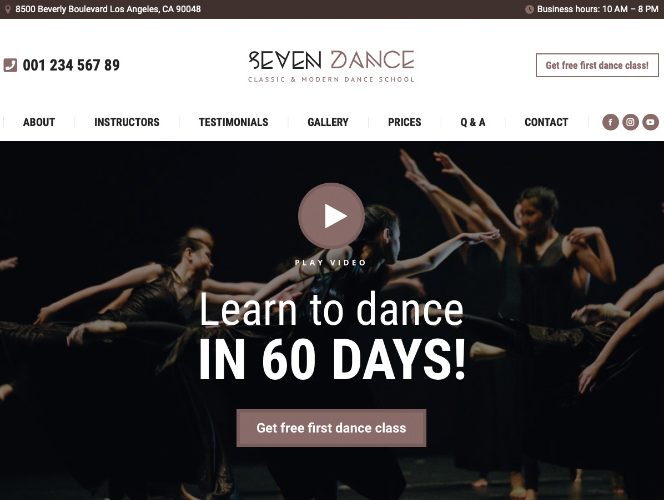 8500 Beverly Boulevard Los Angeles, CA 90048
Business hours: 10 AM – 8 PM
001 234 567 89
SEVEN DANCE
CLASSIC & MODERN DANCE SCHOOL
Get free first dance class!
ABOUT INSTRUCTORS TESTIMONIALS GALLERY PRICES Q & A CONTACT
PLAY VIDEO
Learn to dance
IN 60 DAYS!
Get free first dance class